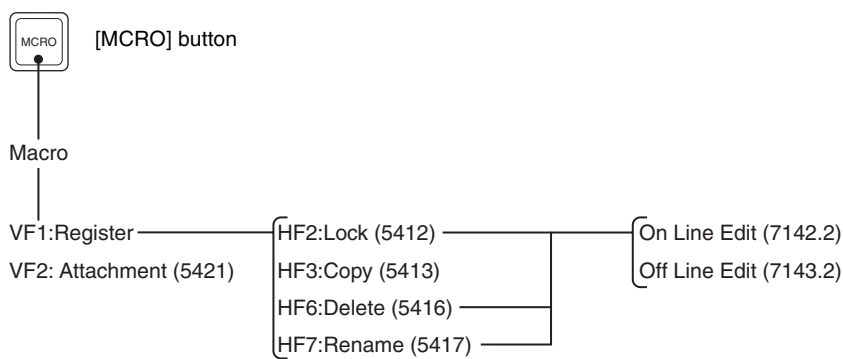 MCRO
[MCRO] button
Macro
VF1:Register
HF2:Lock (5412)
On Line Edit (7142.2)
VF2: Attachment (5421)
HF3:Copy (5413)
Off Line Edit (7143.2)
HF6:Delete (5416)
HF7:Rename (5417)